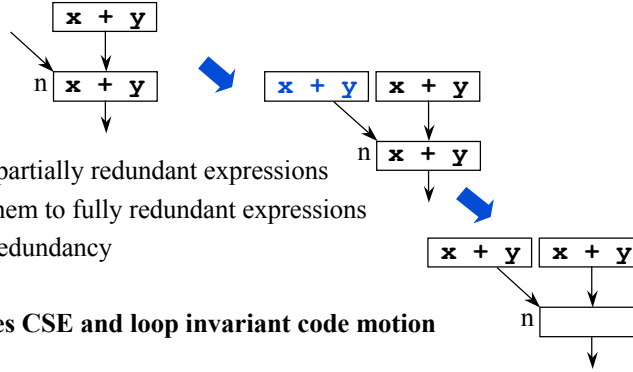 x + y
n x + y
x + y x + y
n x + y
partially redundant expressions
hem to fully redundant expressions
edundancy
x + y x + y
n
es CSE and loop invariant code motion